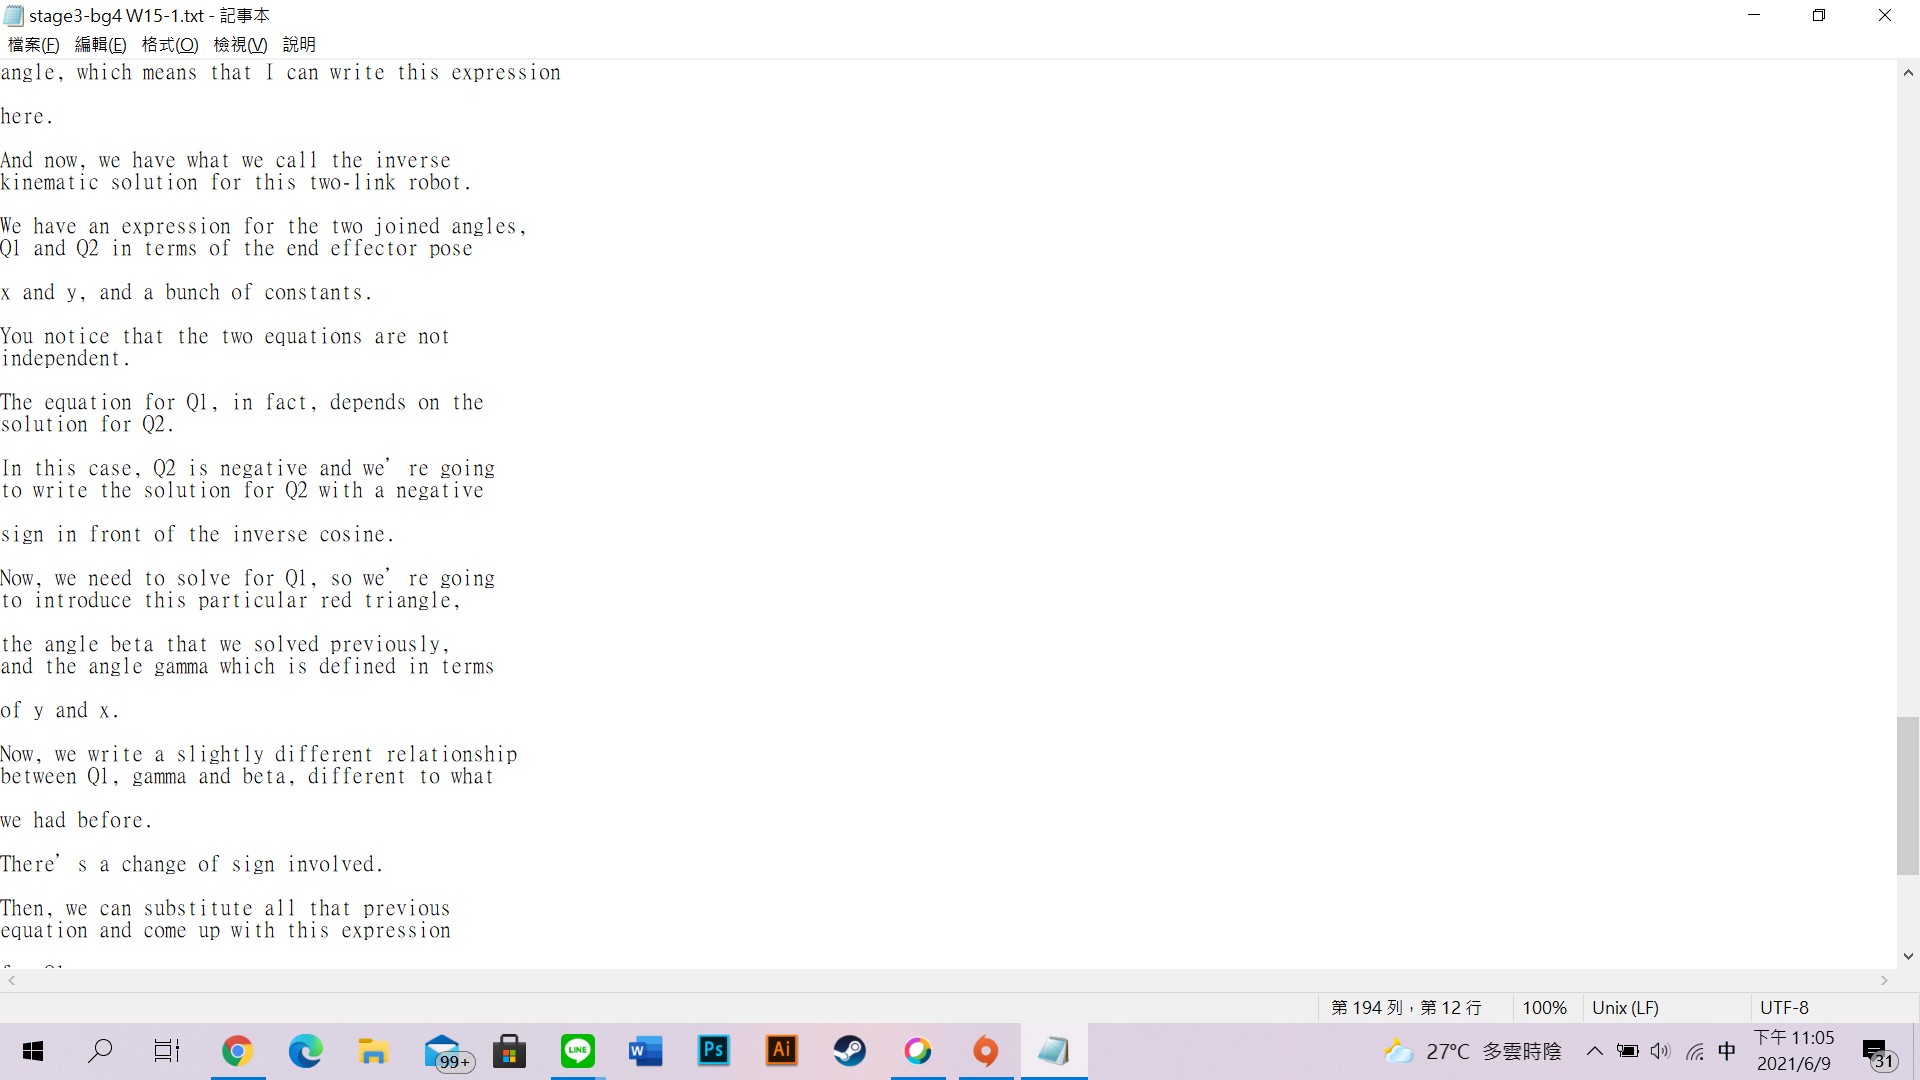 stage3-bg4 W15-1.txt - 記事本
檔案(F) 編輯(E) 格式(O) 檢視(V) 說明
angle, which means that I can write this expression
here.
And now, we have what we call the inverse
kinematic solution for this two-link robot.
We have an expression for the two joined angles,
Q1 and Q2 in terms of the end effector pose
x and y, and a bunch of constants.
You notice that the two equations are not
independent.
The equation for Q1, in fact, depends on the
solution for Q2.
In this case, Q2 is negative and we’re going
to write the solution for Q2 with a negative
sign in front of the inverse cosine.
Now, we need to solve for Q1, so we’re going
to introduce this particular red triangle,
the angle beta that we solved previously,
and the angle gamma which is defined in terms
of y and x.
Now, we write a slightly different relationship
between Q1, gamma and beta, different to what
we had before.
There’s a change of sign involved.
Then, we can substitute all that previous
equation and come up with this expression
第 194 列，第 12 行 100% Unix (LF) UTF-8
99+ LINE W Ps Ai 27°C 多雲時陰 中 下午 11:05 31
2021/6/9